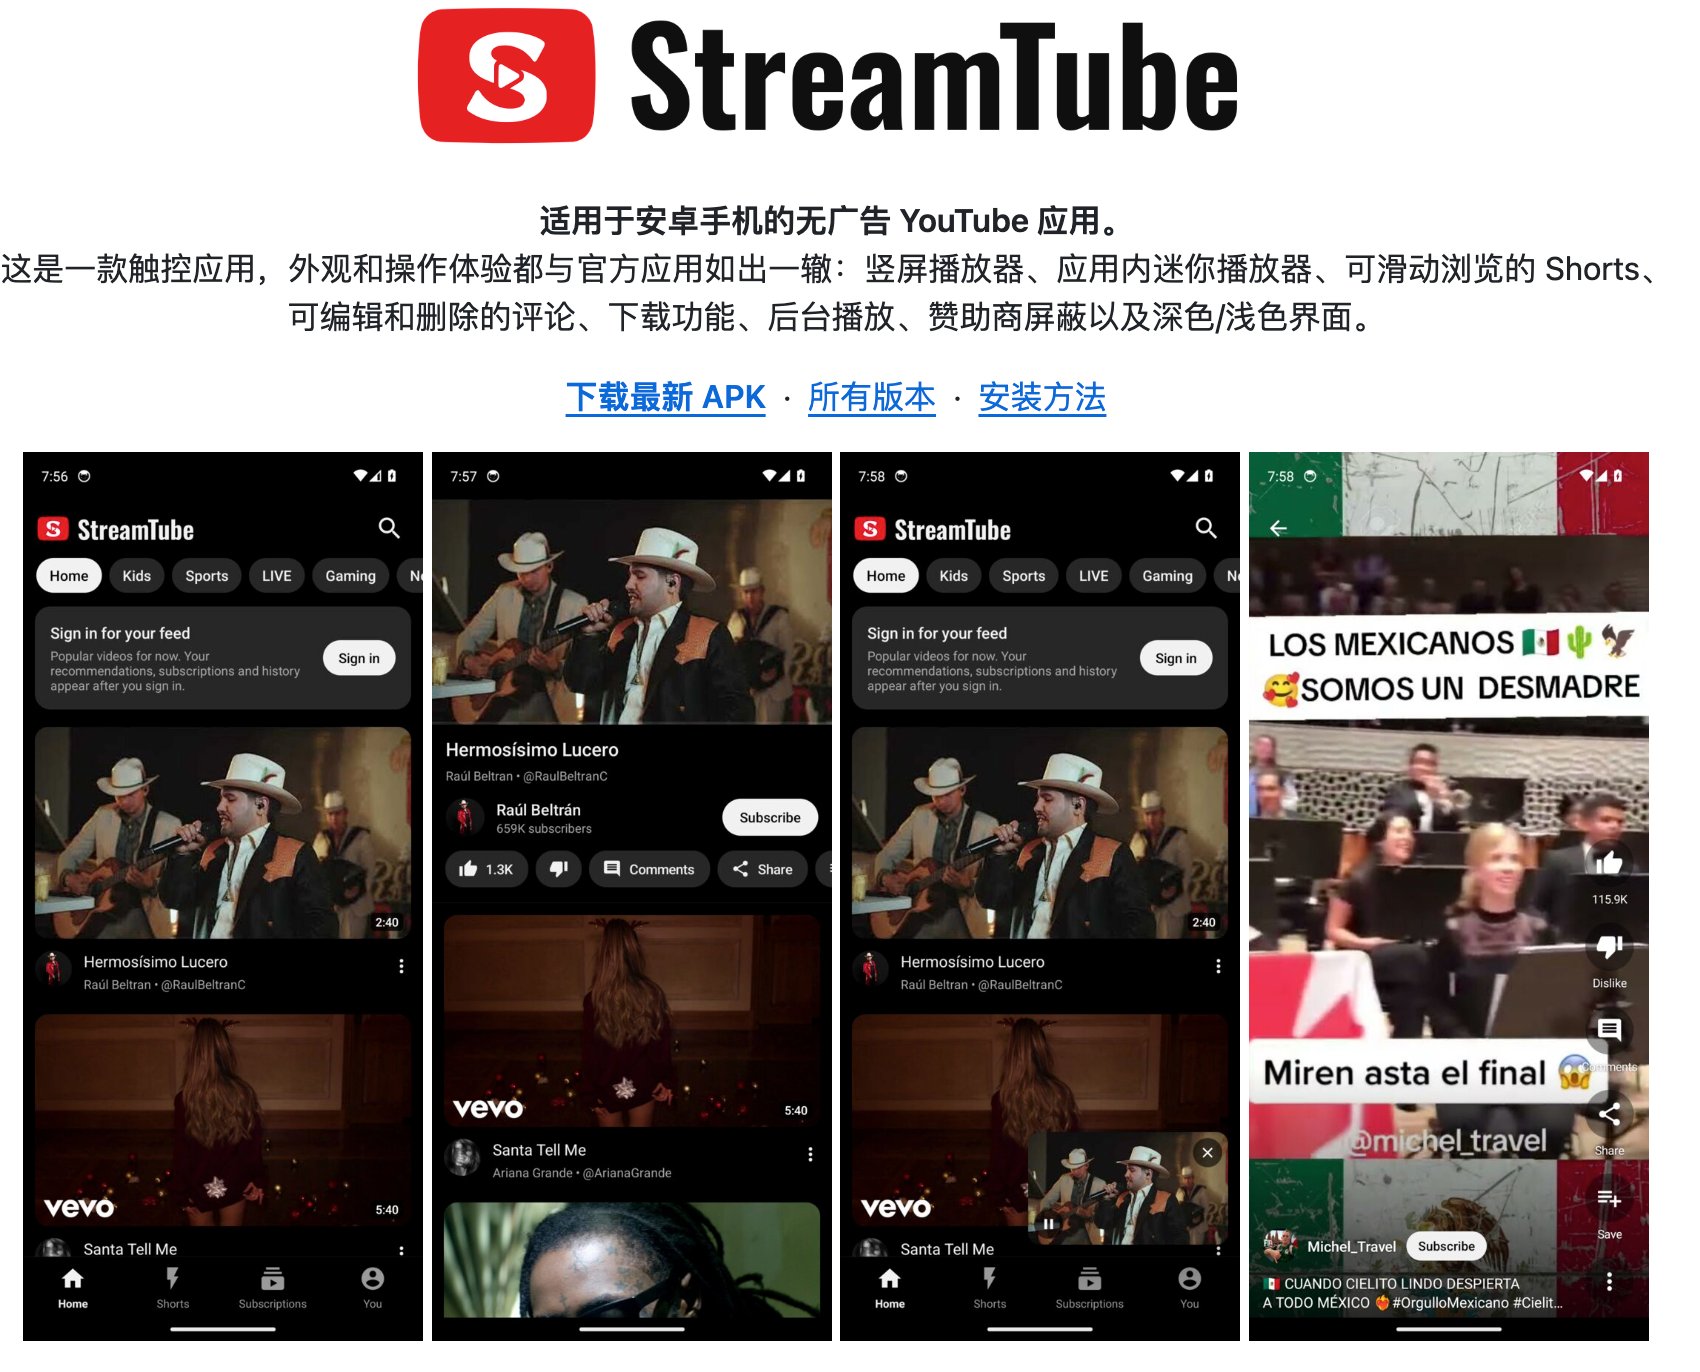 StreamTube
适用于安卓手机的无广告 YouTube 应用。
这是一款触控应用，外观和操作体验都与官方应用如出一辙：竖屏播放器、应用内迷你播放器、可滑动浏览的 Shorts、
可编辑和删除的评论、下载功能、后台播放、赞助商屏蔽以及深色/浅色界面。
下载最新 APK · 所有版本 · 安装方法
7:56
StreamTube
Home Kids Sports LIVE Gaming
Sign in for your feed
Popular videos for now. Your
recommendations, subscriptions and history
appear after you sign in.
Sign in
2:40
Hermosísimo Lucero
Raúl Beltran • @RaulBeltranC
vevo
5:40
Santa Tell Me
Home Shorts Subscriptions You
7:57
Hermosísimo Lucero
Raúl Beltran • @RaulBeltranC
Raúl Beltrán
659K subscribers
Subscribe
1.3K Comments Share
vevo
5:40
Santa Tell Me
Ariana Grande • @ArianaGrande
7:58
StreamTube
Home Kids Sports LIVE Gaming
Sign in for your feed
Popular videos for now. Your
recommendations, subscriptions and history
appear after you sign in.
Sign in
2:40
Hermosísimo Lucero
Raúl Beltran • @RaulBeltranC
vevo
Santa Tell Me
Home Shorts Subscriptions You
7:58
LOS MEXICANOS 🇲🇽🌵🦅
🥰SOMOS UN DESMADRE
115.9K
Dislike
Comments
Miren asta el final 😱
@michel_travel
Share
Save
Michel_Travel
Subscribe
🇲🇽 CUANDO CIELITO LINDO DESPIERTA
A TODO MÉXICO ❤️‍🔥#OrgulloMexicano #Cielit...